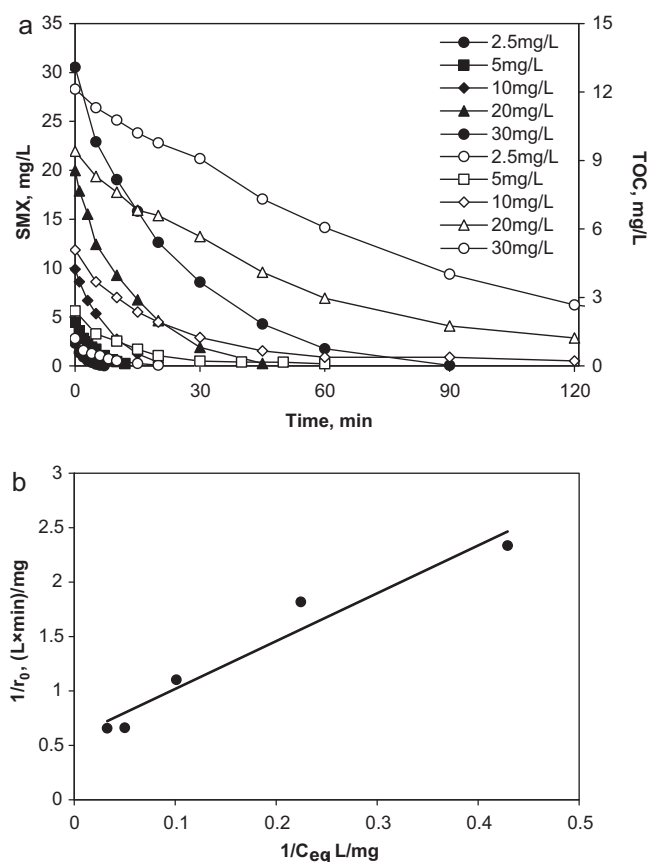 a
35
30
25
20
15
10
5
0
SMX, mg/L
15
12
9
6
3
0
TOC, mg/L
2.5mg/L
5mg/L
10mg/L
20mg/L
30mg/L
2.5mg/L
5mg/L
10mg/L
20mg/L
30mg/L
0 30 60 90 120
Time, min
b
3
2.5
2
1.5
1
0.5
0
1/r0, (L×min)/mg
0 0.1 0.2 0.3 0.4 0.5
1/Ceq L/mg